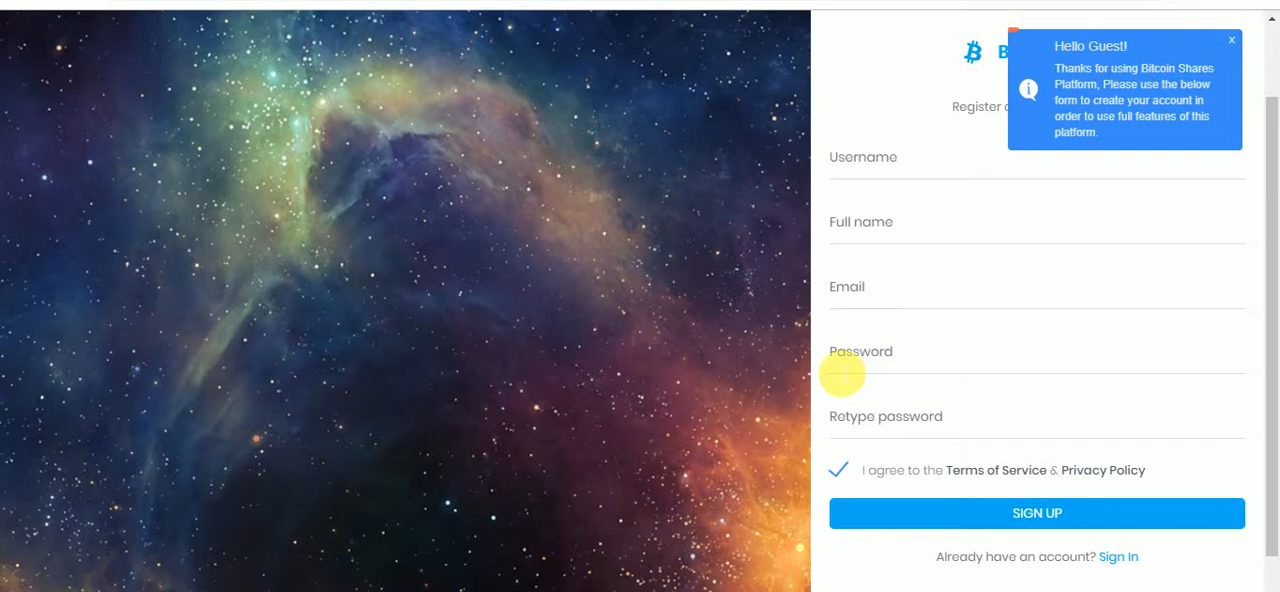 B
Register
Hello Guest!
Thanks for using Bitcoin Shares
Platform, Please use the below
form to create your account in
order to use full features of this
platform.
Username
Full name
Email
Password
Retype password
I agree to the Terms of Service & Privacy Policy
SIGN UP
Already have an account? Sign In